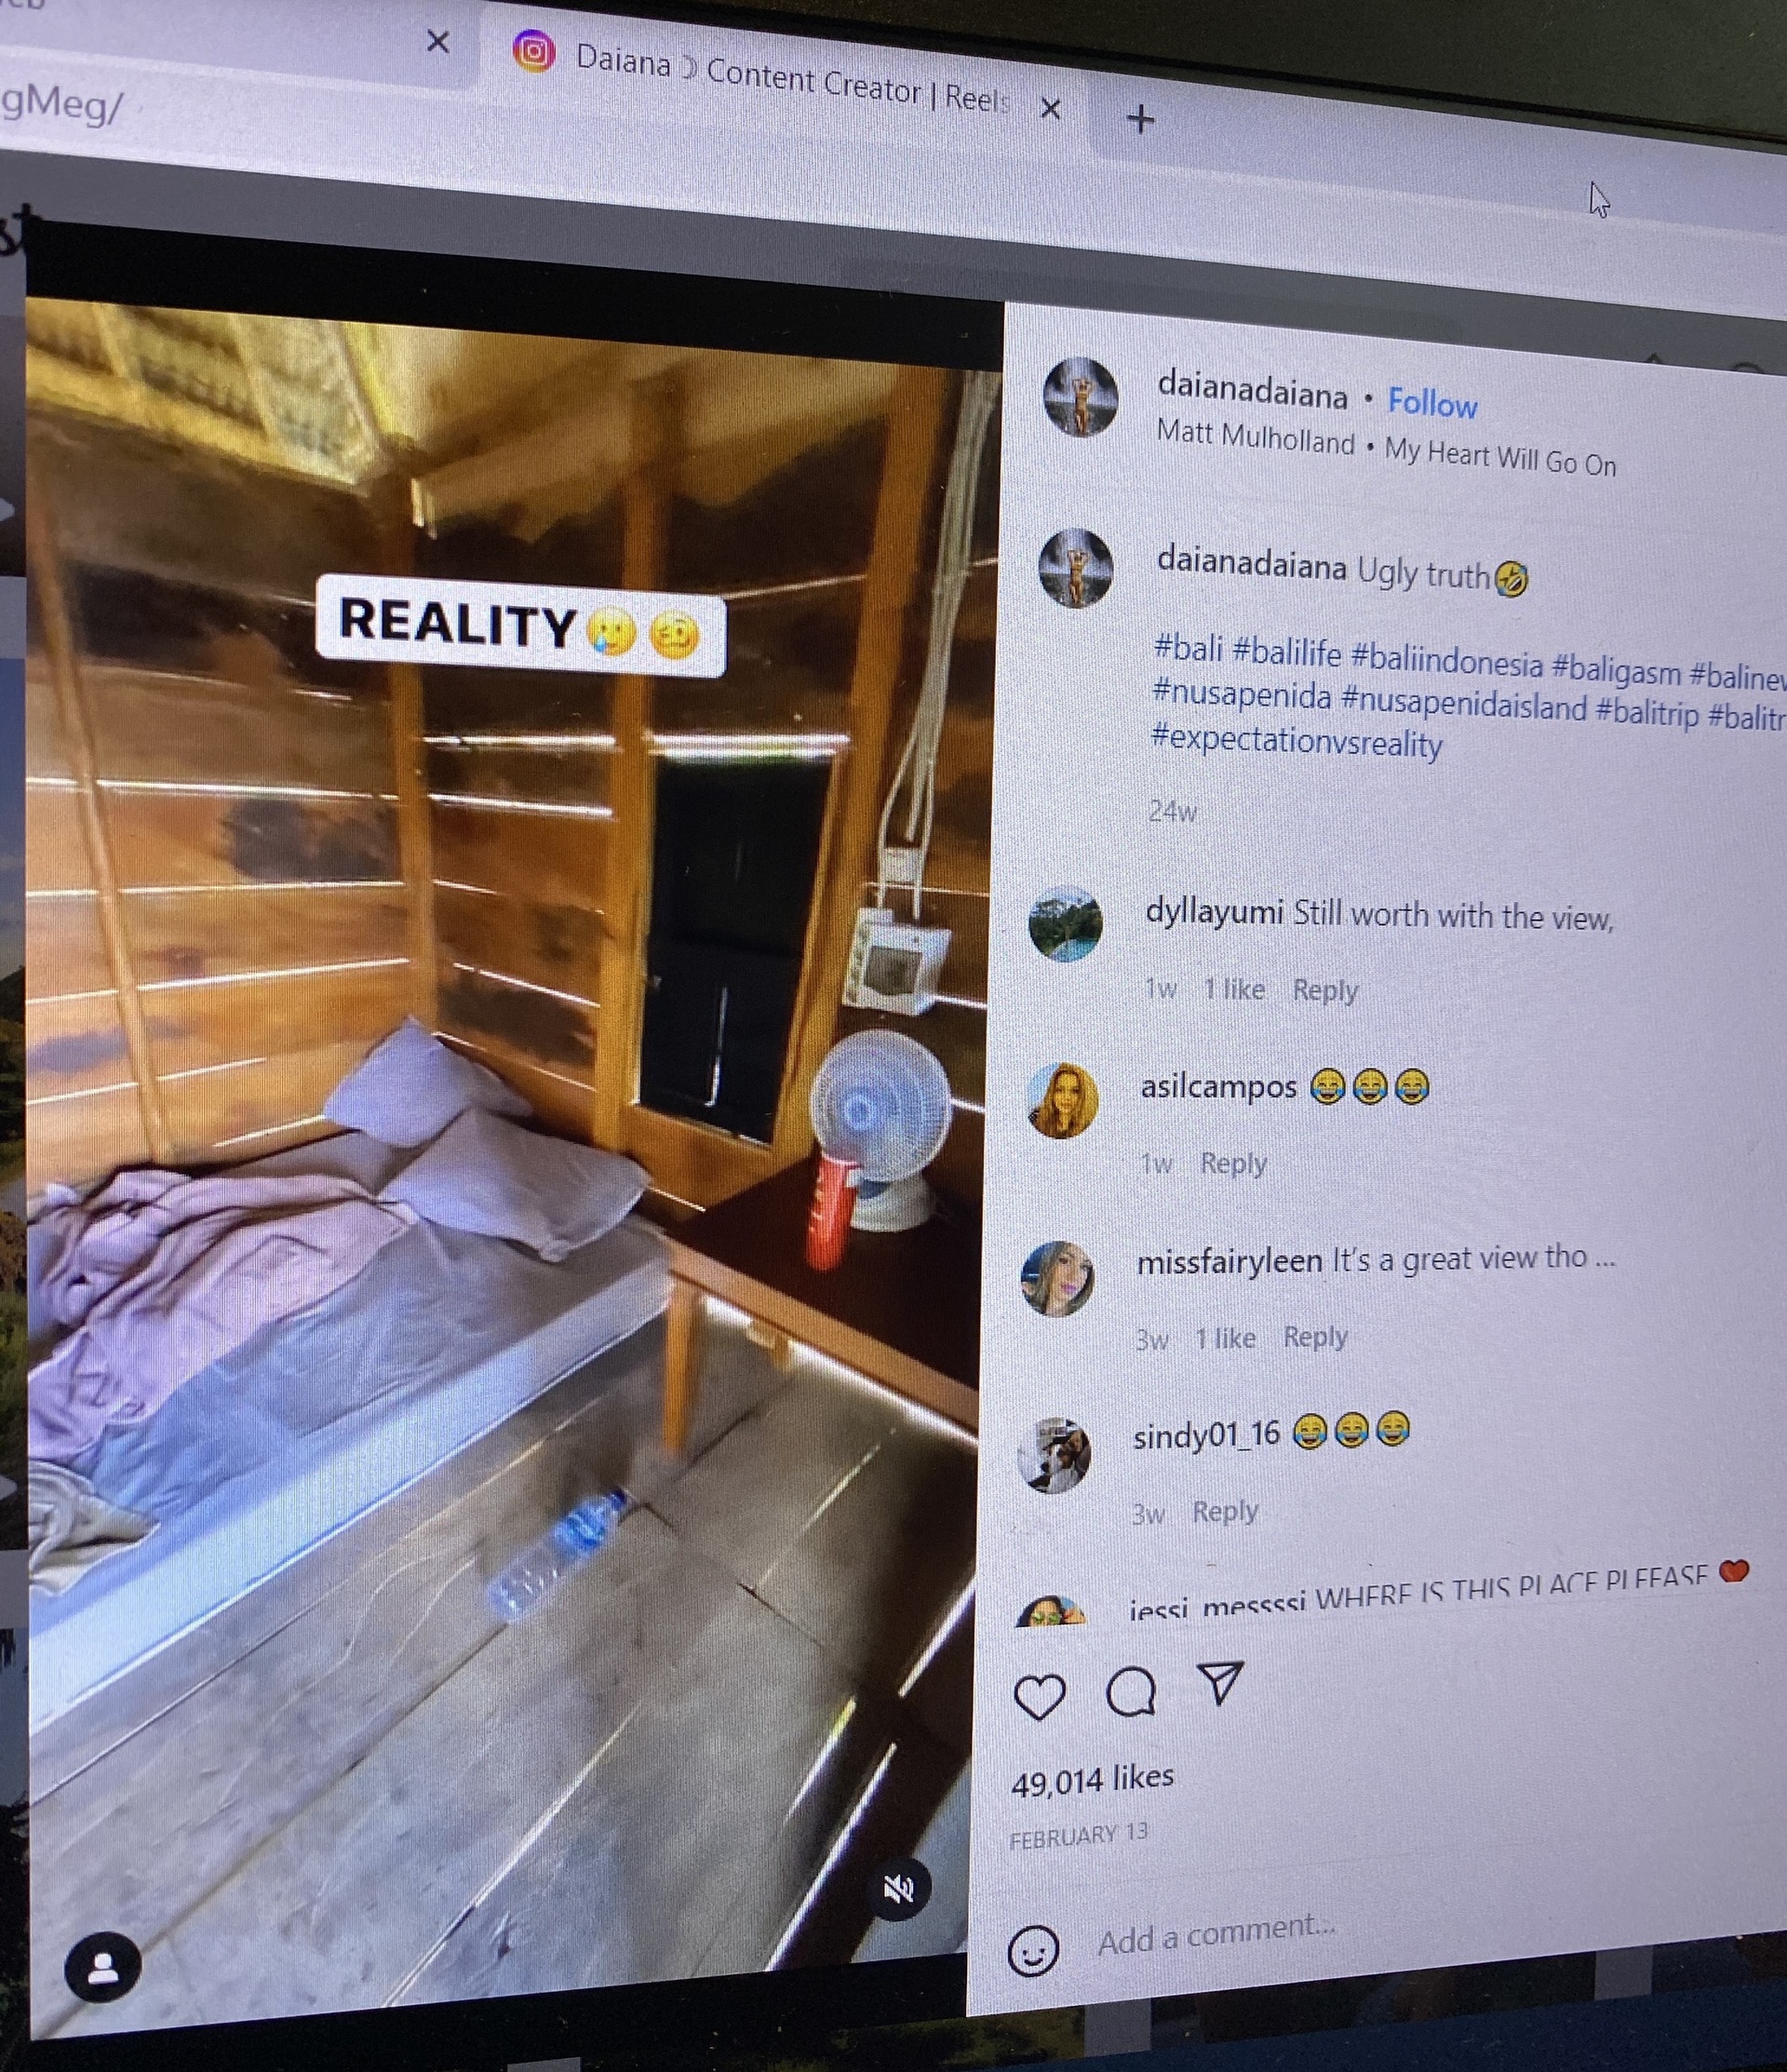 Daiana ☽ Content Creator | Reels
gMeg/
st
REALITY🥲🥴
daianadaiana • Follow
Matt Mulholland • My Heart Will Go On
daianadaiana Ugly truth🤣
#bali #balilife #baliindonesia #baligasm
#nusapenida #nusapenidaisland #balitrip
#expectationvsreality
24w
dyllayumi Still worth with the view,
1w 1 like Reply
asilcampos 😂😂😂
1w Reply
missfairyleen It's a great view tho ...
3w 1 like Reply
sindy01_16 😂😂😂
3w Reply
jessi_messssi WHERE IS THIS PLACE PLEEASE ❤️
49,014 likes
FEBRUARY 13
Add a comment...